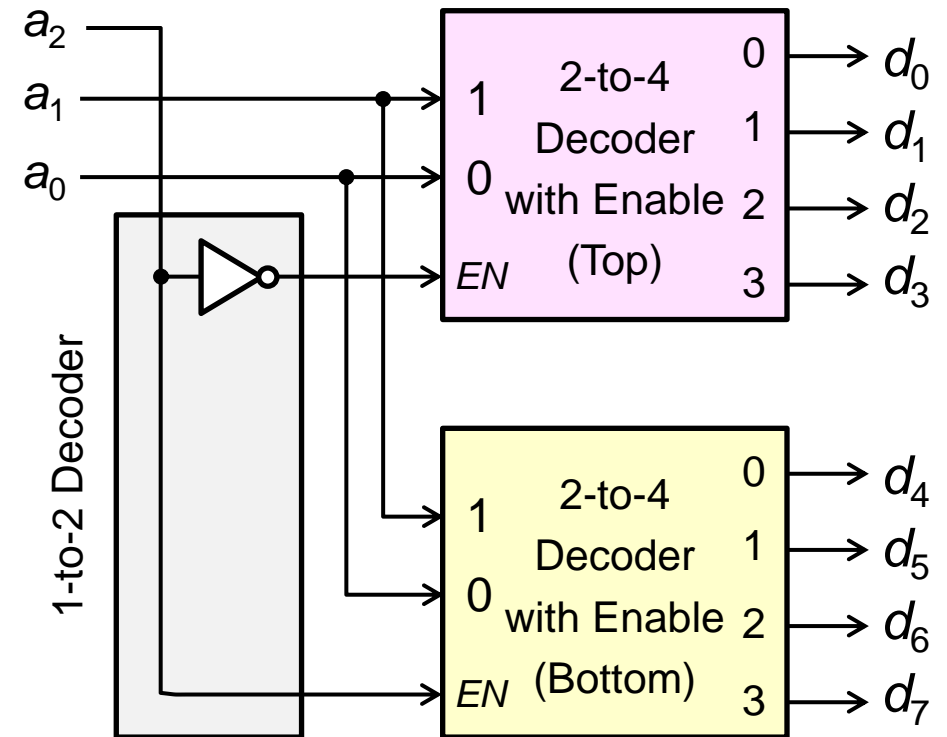 a2
a1
a0
1-to-2 Decoder
2-to-4
Decoder
with Enable
(Top)
1
0
EN
0
1
2
3
d0
d1
d2
d3
2-to-4
Decoder
with Enable
(Bottom)
1
0
EN
0
1
2
3
d4
d5
d6
d7